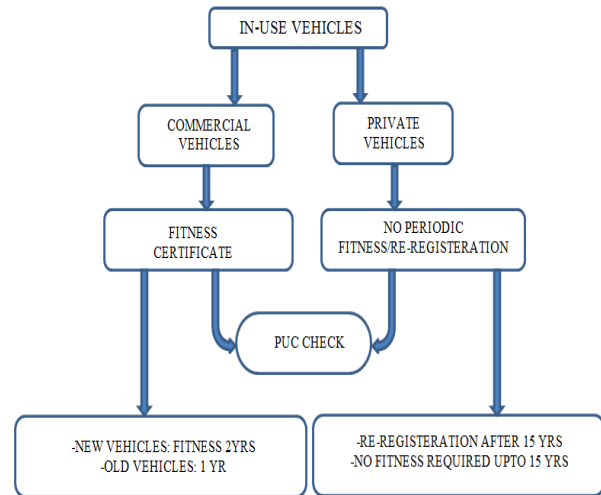 IN-USE VEHICLES
COMMERCIAL
VEHICLES
PRIVATE
VEHICLES
FITNESS
CERTIFICATE
NO PERIODIC
FITNESS/RE-REGISTERATION
PUC CHECK
-NEW VEHICLES: FITNESS 2YRS
-OLD VEHICLES: 1 YR
-RE-REGISTRATION AFTER 15 YRS
-NO FITNESS REQUIRED UPTO 15 YRS